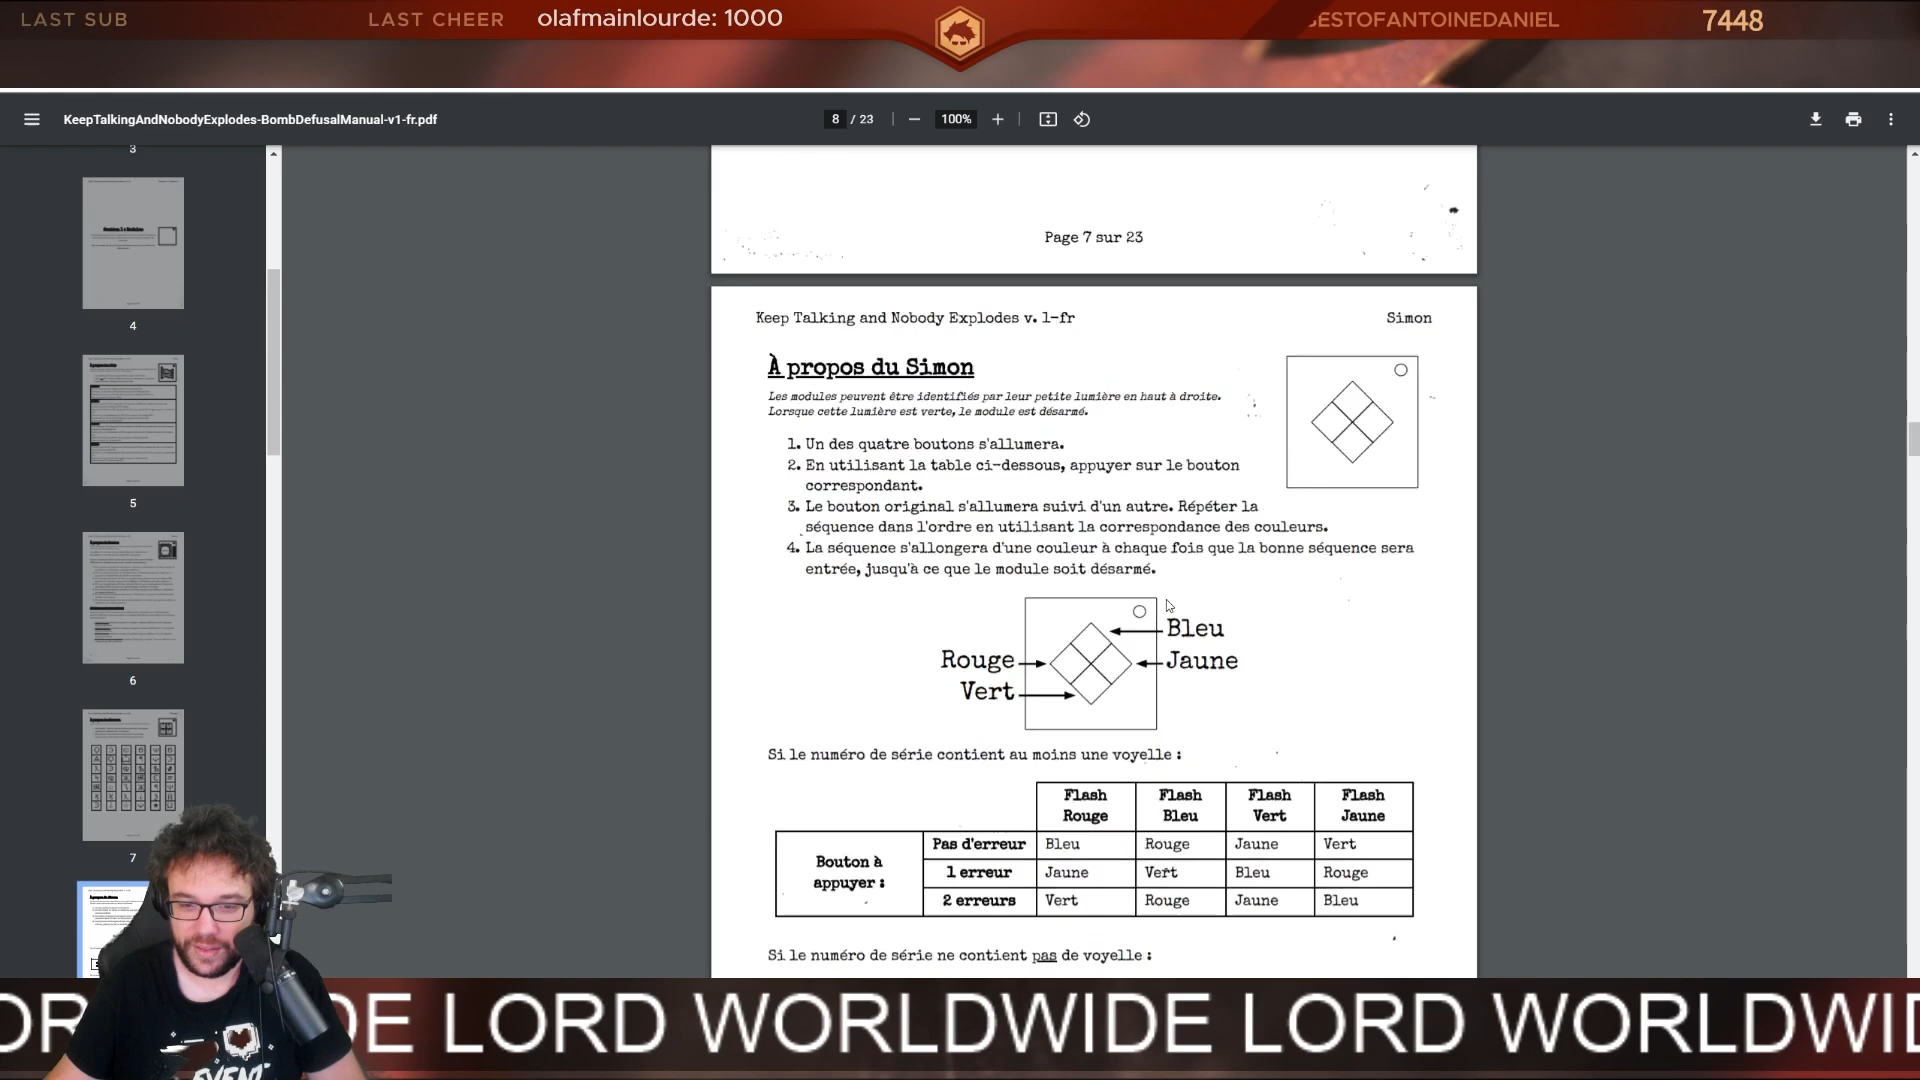 LAST SUB
LAST CHEER
olafmainlourde: 1000
BESTOFANTOINEDANIEL
7448
KeepTalkingAndNobodyExplodes-BombDefusalManual-v1-fr.pdf
8 / 23
100%
3
4
5
6
7
Page 7 sur 23
Keep Talking and Nobody Explodes v. 1-fr
Simon
À propos du Simon
Les modules peuvent être identifiés par leur petite lumière en haut à droite.
Lorsque cette lumière est verte, le module est désarmé.
1. Un des quatre boutons s'allumera.
2. En utilisant la table ci-dessous, appuyer sur le bouton
correspondant.
3. Le bouton original s'allumera suivi d'un autre. Répéter la
séquence dans l'ordre en utilisant la correspondance des couleurs.
4. La séquence s'allongera d'une couleur à chaque fois que la bonne séquence sera
entrée, jusqu'à ce que le module soit désarmé.
Bleu
Rouge
Jaune
Vert
Si le numéro de série contient au moins une voyelle :
Flash Rouge Flash Bleu Flash Vert Flash Jaune
Bouton à appuyer :
Pas d'erreur Bleu Rouge Jaune Vert
1 erreur Jaune Vert Bleu Rouge
2 erreurs Vert Rouge Jaune Bleu
Si le numéro de série ne contient pas de voyelle :
DE LORD WORLDWIDE LORD WORLDWID